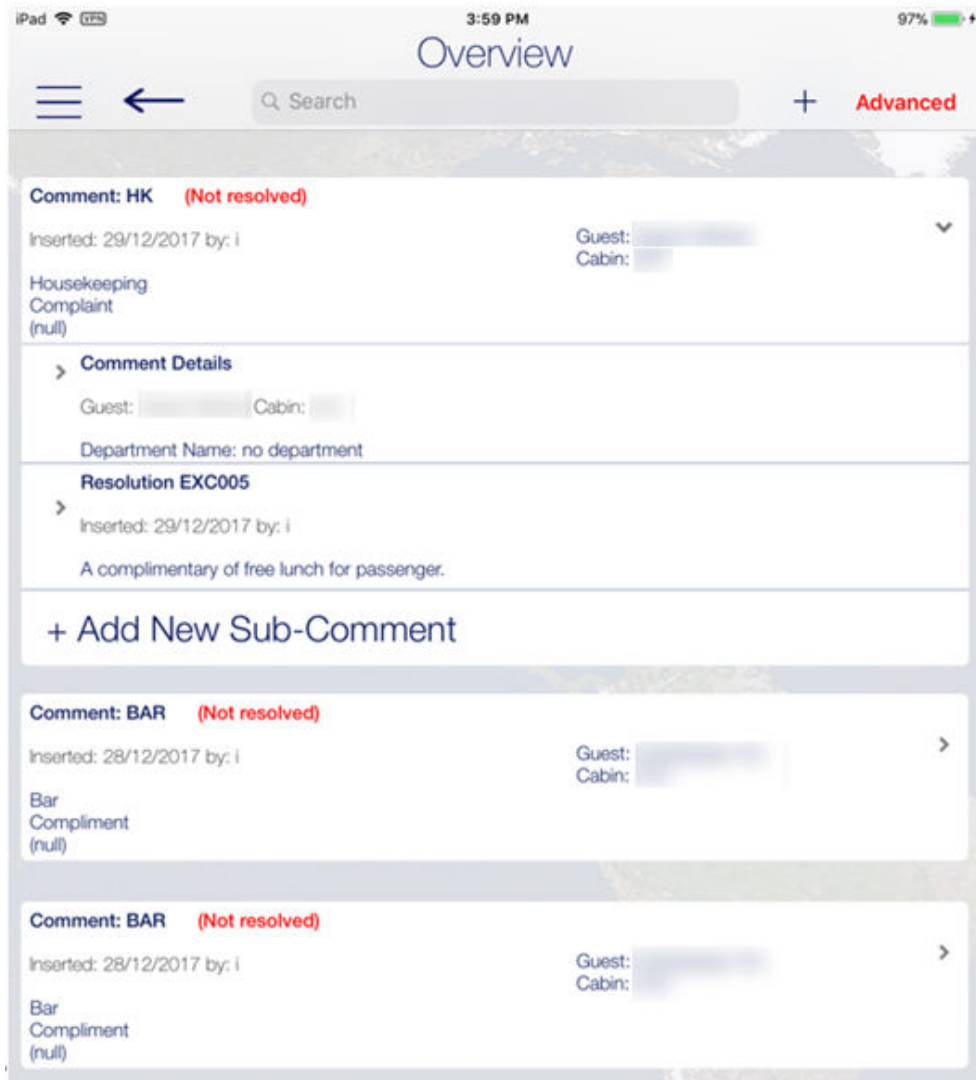 iPad VPN 3:59 PM 97%
Overview
Search + Advanced
Comment: HK (Not resolved)
Inserted: 29/12/2017 by: i
Guest:
Cabin:
Housekeeping
Complaint
(null)
Comment Details
Guest: Cabin:
Department Name: no department
Resolution EXC005
Inserted: 29/12/2017 by: i
A complimentary of free lunch for passenger.
+ Add New Sub-Comment
Comment: BAR (Not resolved)
Inserted: 28/12/2017 by: i
Guest:
Cabin:
Bar
Compliment
(null)
Comment: BAR (Not resolved)
Inserted: 28/12/2017 by: i
Guest:
Cabin:
Bar
Compliment
(null)